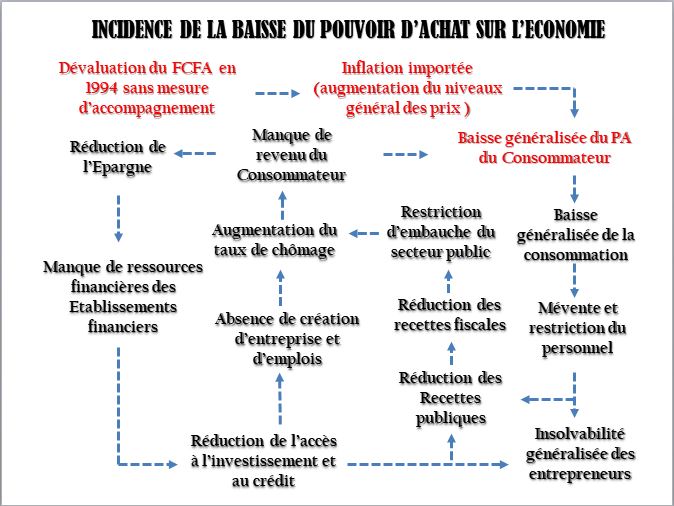 INCIDENCE DE LA BAISSE DU POUVOIR D'ACHAT SUR L'ECONOMIE
Dévaluation du FCFA en
1994 sans mesure
d'accompagnement
Inflation importée
(augmentation du niveaux
général des prix )
Réduction de
l'Epargne
Manque de
revenu du
Consommateur
Baisse généralisée du PA
du Consommateur
Augmentation du
taux de chômage
Restriction
d'embauche du
secteur public
Baisse
généralisée de la
consommation
Manque de ressources
financières des
Etablissements
financiers
Absence de création
d'entreprise et
d'emplois
Réduction des
recettes fiscales
Mévente et
restriction du
personnel
Réduction des
Recettes
publiques
Réduction de l'accès
à l'investissement et
au crédit
Insolvabilité
généralisée des
entrepreneurs